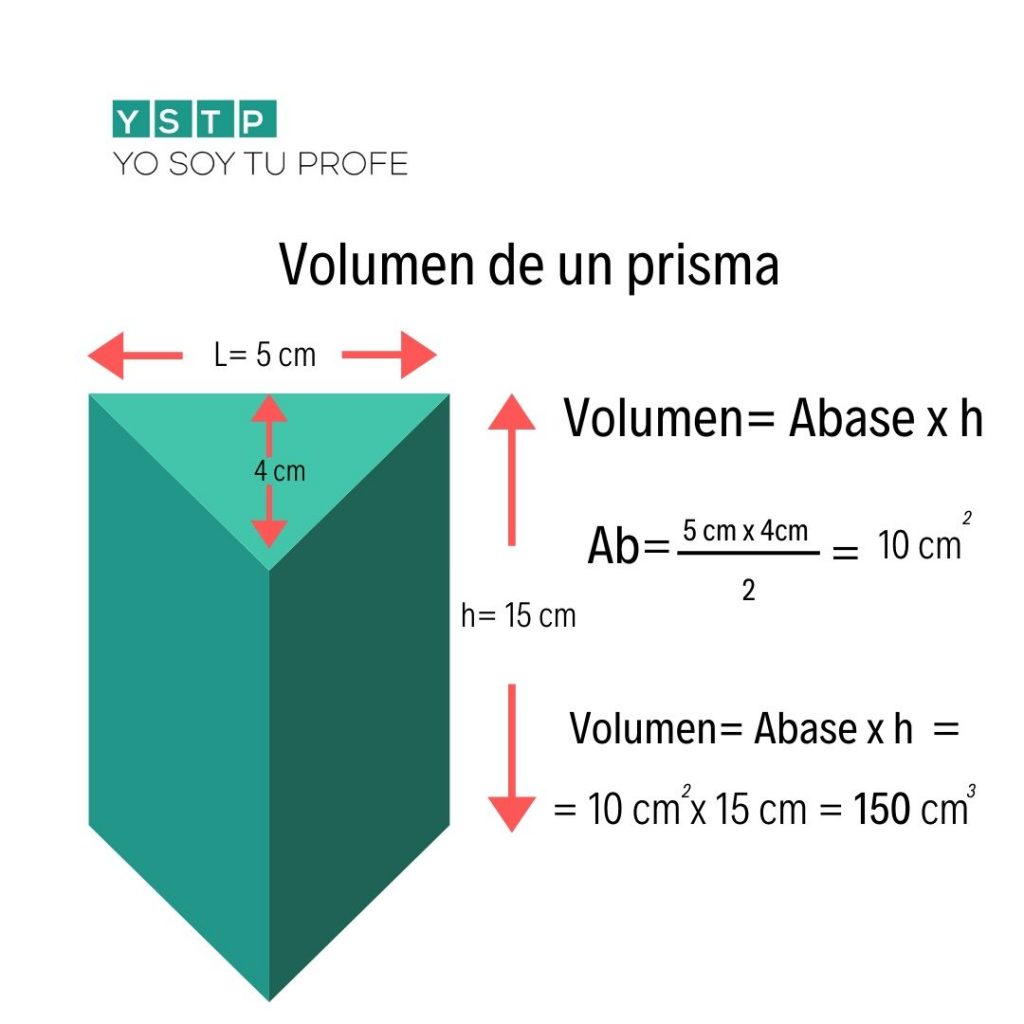 YSTP
YO SOY TU PROFE
Volumen de un prisma
L= 5 cm
4 cm
h= 15 cm
Volumen= Abase x h
Ab= 5 cm x 4cm / 2 = 10 cm²
Volumen= Abase x h =
= 10 cm² x 15 cm = 150 cm³